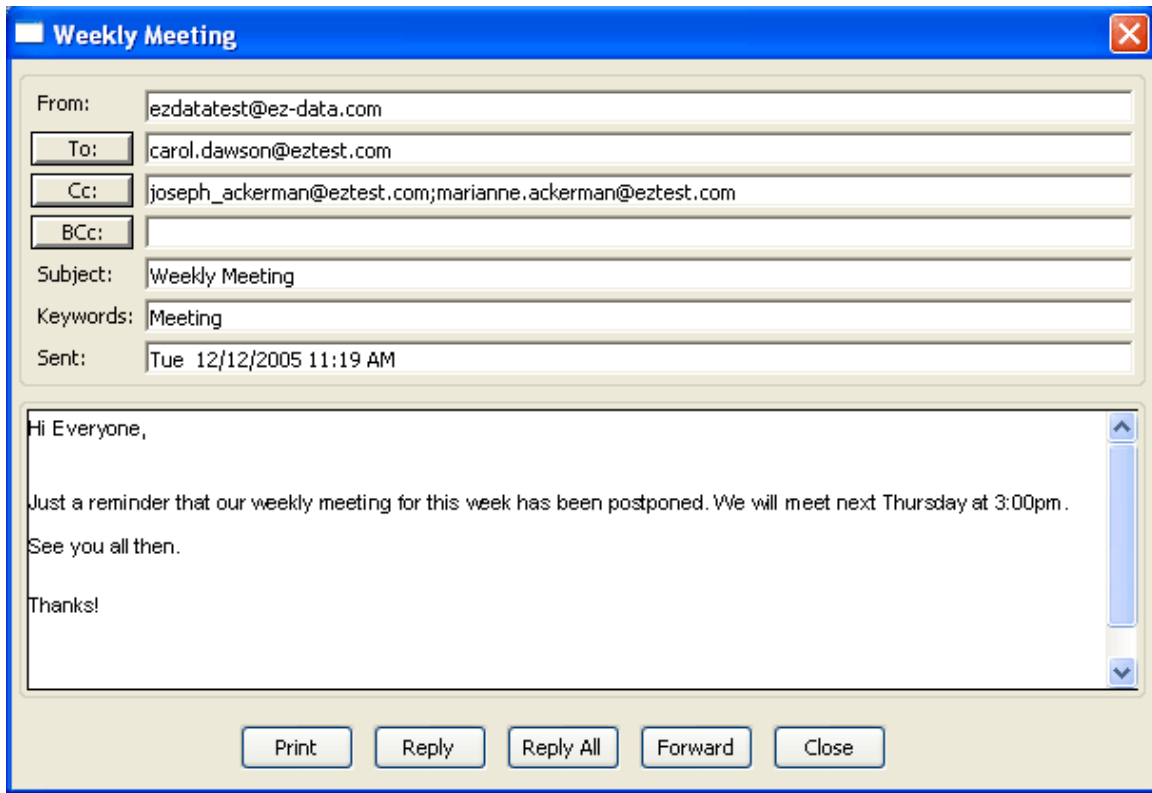 Weekly Meeting
From: ezdatatest@ez-data.com
To: carol.dawson@eztest.com
Cc: joseph_ackerman@eztest.com;marianne.ackerman@eztest.com
BCc:
Subject: Weekly Meeting
Keywords: Meeting
Sent: Tue 12/12/2005 11:19 AM
Hi Everyone,
Just a reminder that our weekly meeting for this week has been postponed. We will meet next Thursday at 3:00pm.
See you all then.
Thanks!
Print Reply Reply All Forward Close